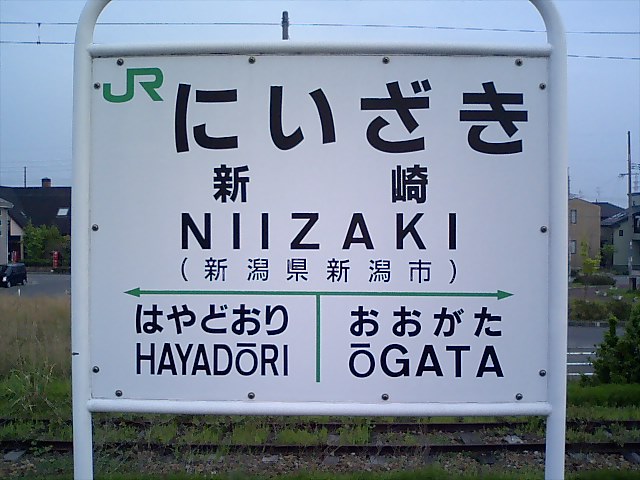 JR
にいざき
新崎
NIIZAKI
(新潟県新潟市)
はやどおり おおがた
HAYADŌRI ŌGATA